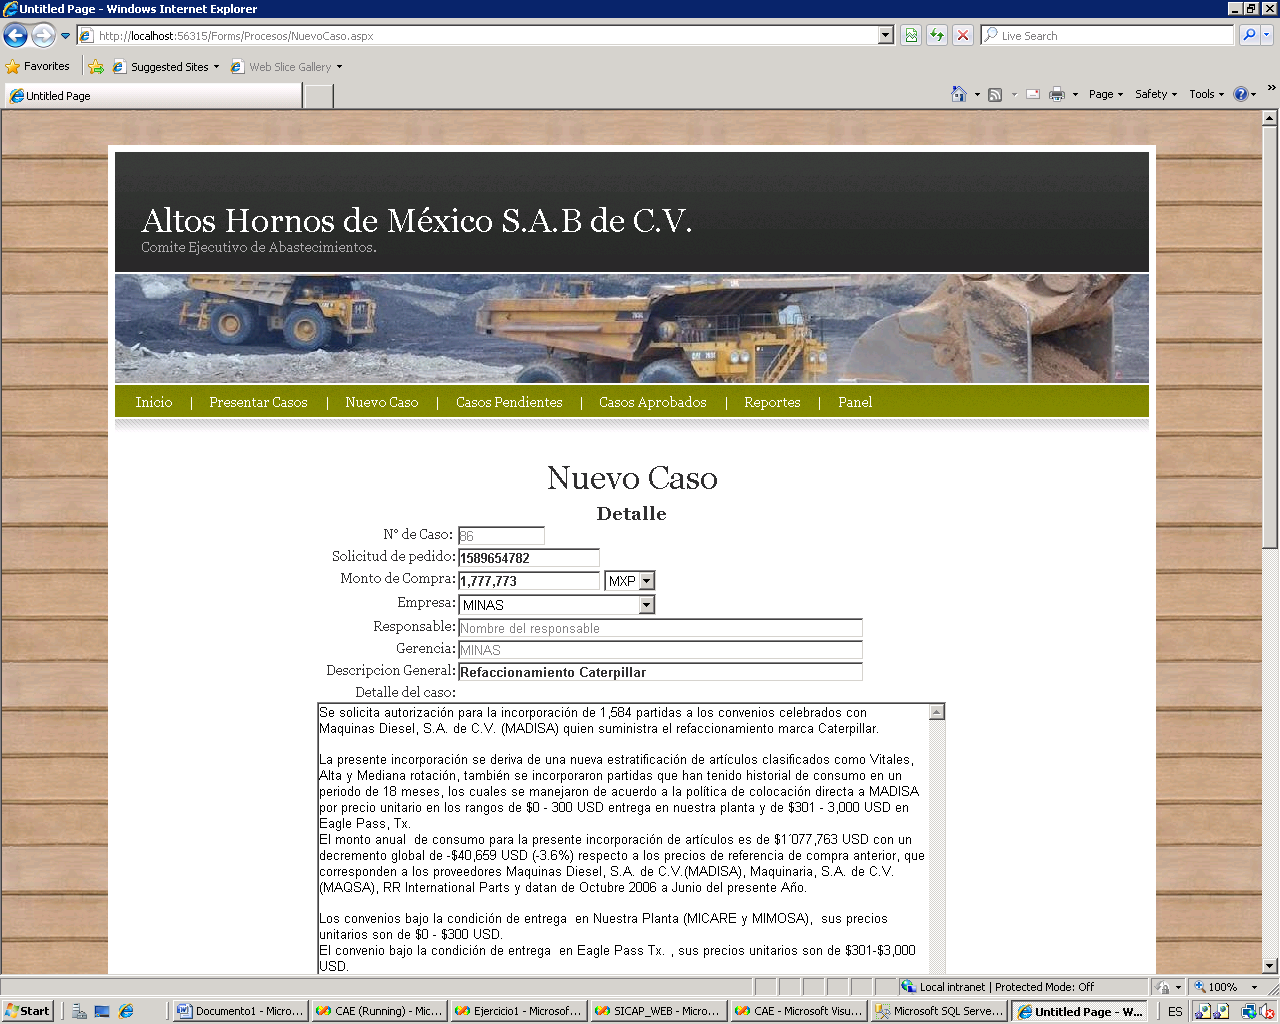 Untitled Page - Windows Internet Explorer
http://localhost:56315/Forms/Procesos/NuevoCaso.aspx
Live Search
Favorites
Suggested Sites
Web Slice Gallery
Untitled Page
Page
Safety
Tools
Altos Hornos de México S.A.B de C.V.
Comite Ejecutivo de Abastecimientos.
Inicio | Presentar Casos | Nuevo Caso | Casos Pendientes | Casos Aprobados | Reportes | Panel
Nuevo Caso
Detalle
N° de Caso: 86
Solicitud de pedido: 1589654782
Monto de Compra: 1,777,773 MXP
Empresa: MINAS
Responsable: Nombre del responsable
Gerencia: MINAS
Descripcion General: Refaccionamiento Caterpillar
Detalle del caso:
Se solicita autorización para la incorporación de 1,584 partidas a los convenios celebrados con
Maquinas Diesel, S.A. de C.V. (MADISA) quien suministra el refaccionamiento marca Caterpillar.
La presente incorporación se deriva de una nueva estratificación de artículos clasificados como Vitales,
Alta y Mediana rotación, también se incorporaron partidas que han tenido historial de consumo en un
periodo de 18 meses, los cuales se manejaron de acuerdo a la política de colocación directa a MADISA
por precio unitario en los rangos de $0 - 300 USD entrega en nuestra planta y de $301 - 3,000 USD en
Eagle Pass, Tx.
El monto anual de consumo para la presente incorporación de artículos es de $1´077,763 USD con un
decremento global de -$40,659 USD (-3.6%) respecto a los precios de referencia de compra anterior, que
corresponden a los proveedores Maquinas Diesel, S.A. de C.V.(MADISA), Maquinaria, S.A. de C.V.
(MAQSA), RR International Parts y datan de Octubre 2006 a Junio del presente Año.
Los convenios bajo la condición de entrega en Nuestra Planta (MICARE y MIMOSA), sus precios
unitarios son de $0 - $300 USD.
El convenio bajo la condición de entrega en Eagle Pass Tx. , sus precios unitarios son de $301-$3,000
USD.
Local intranet | Protected Mode: Off
100%
Start
Documento1 - Micro...
CAE (Running) - Mic...
Ejercicio1 - Microsof...
SICAP_WEB - Micro...
CAE - Microsoft Visu...
Microsoft SQL Serve...
Untitled Page - W...
ES